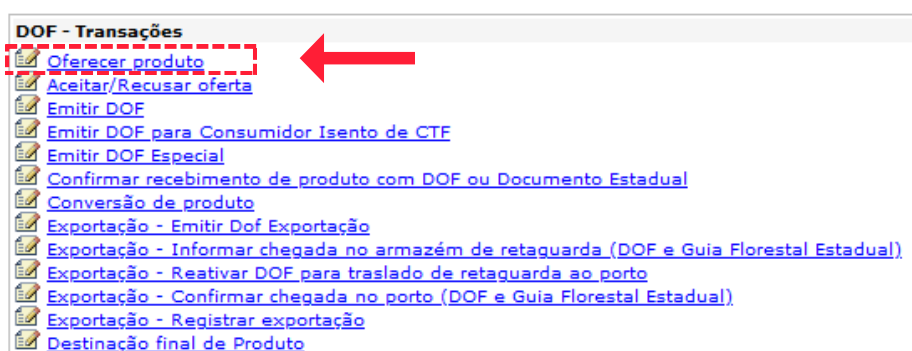 DOF - Transações
Oferecer produto
Aceitar/Recusar oferta
Emitir DOF
Emitir DOF para Consumidor Isento de CTF
Emitir DOF Especial
Confirmar recebimento de produto com DOF ou Documento Estadual
Conversão de produto
Exportação - Emitir Dof Exportação
Exportação - Informar chegada no armazém de retaguarda (DOF e Guia Florestal Estadual)
Exportação - Reativar DOF para traslado de retaguarda ao porto
Exportação - Confirmar chegada no porto (DOF e Guia Florestal Estadual)
Exportação - Registrar exportação
Destinação final de Produto